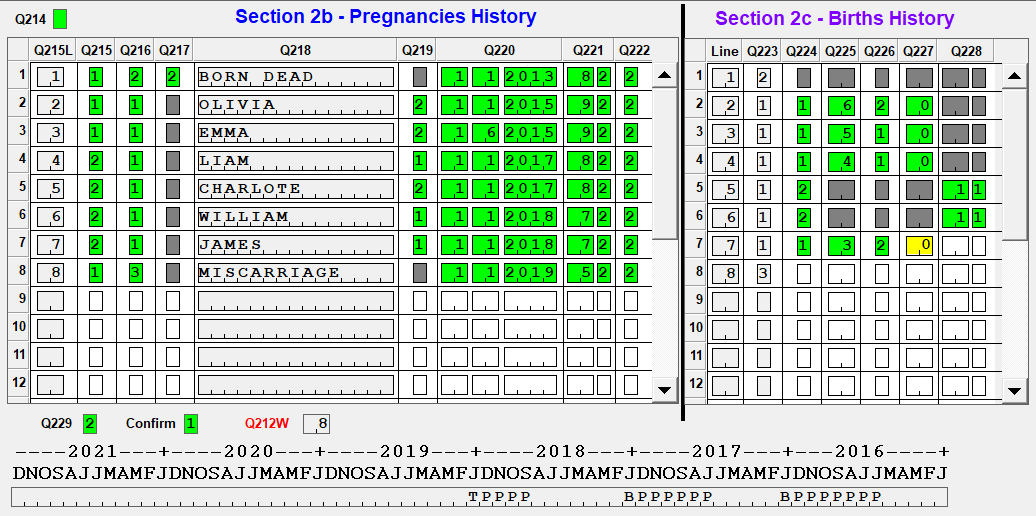 Q214 Section 2b - Pregnancies History Section 2c - Births History
Q215L Q215 Q216 Q217 Q218 Q219 Q220 Q221 Q222 Line Q223 Q224 Q225 Q226 Q227 Q228
1 1 1 2 2 BORN DEAD 1 1 2013 8 2 2 1 1 2
2 2 1 1 OLIVIA 2 1 1 2015 9 2 2 2 2 1 1 6 2 0
3 3 1 1 EMMA 2 1 6 2015 9 2 2 3 3 1 1 5 1 0
4 4 2 1 LIAM 1 1 1 2017 8 2 2 4 4 1 1 4 1 0
5 5 2 1 CHARLOTE 2 1 1 2017 8 2 2 5 5 1 2 1 1
6 6 2 1 WILLIAM 1 1 1 2018 7 2 2 6 6 1 2 1 1
7 7 2 1 JAMES 1 1 1 2018 7 2 2 7 7 1 1 3 2 0
8 8 1 3 MISCARRIAGE 1 1 2019 5 2 2 8 8 3
9 9
10 10
11 11
12 12
Q229 2 Confirm 1 Q212W 8
----2021----+----2020----+----2019----+----2018----+----2017----+----2016----+
DNOSAJJMAMFJDNOSAJJMAMFJDNOSAJJMAMFJDNOSAJJMAMFJDNOSAJJMAMFJDNOSAJJMAMFJ
TPPPP BPPPPPP BPPPPPPP